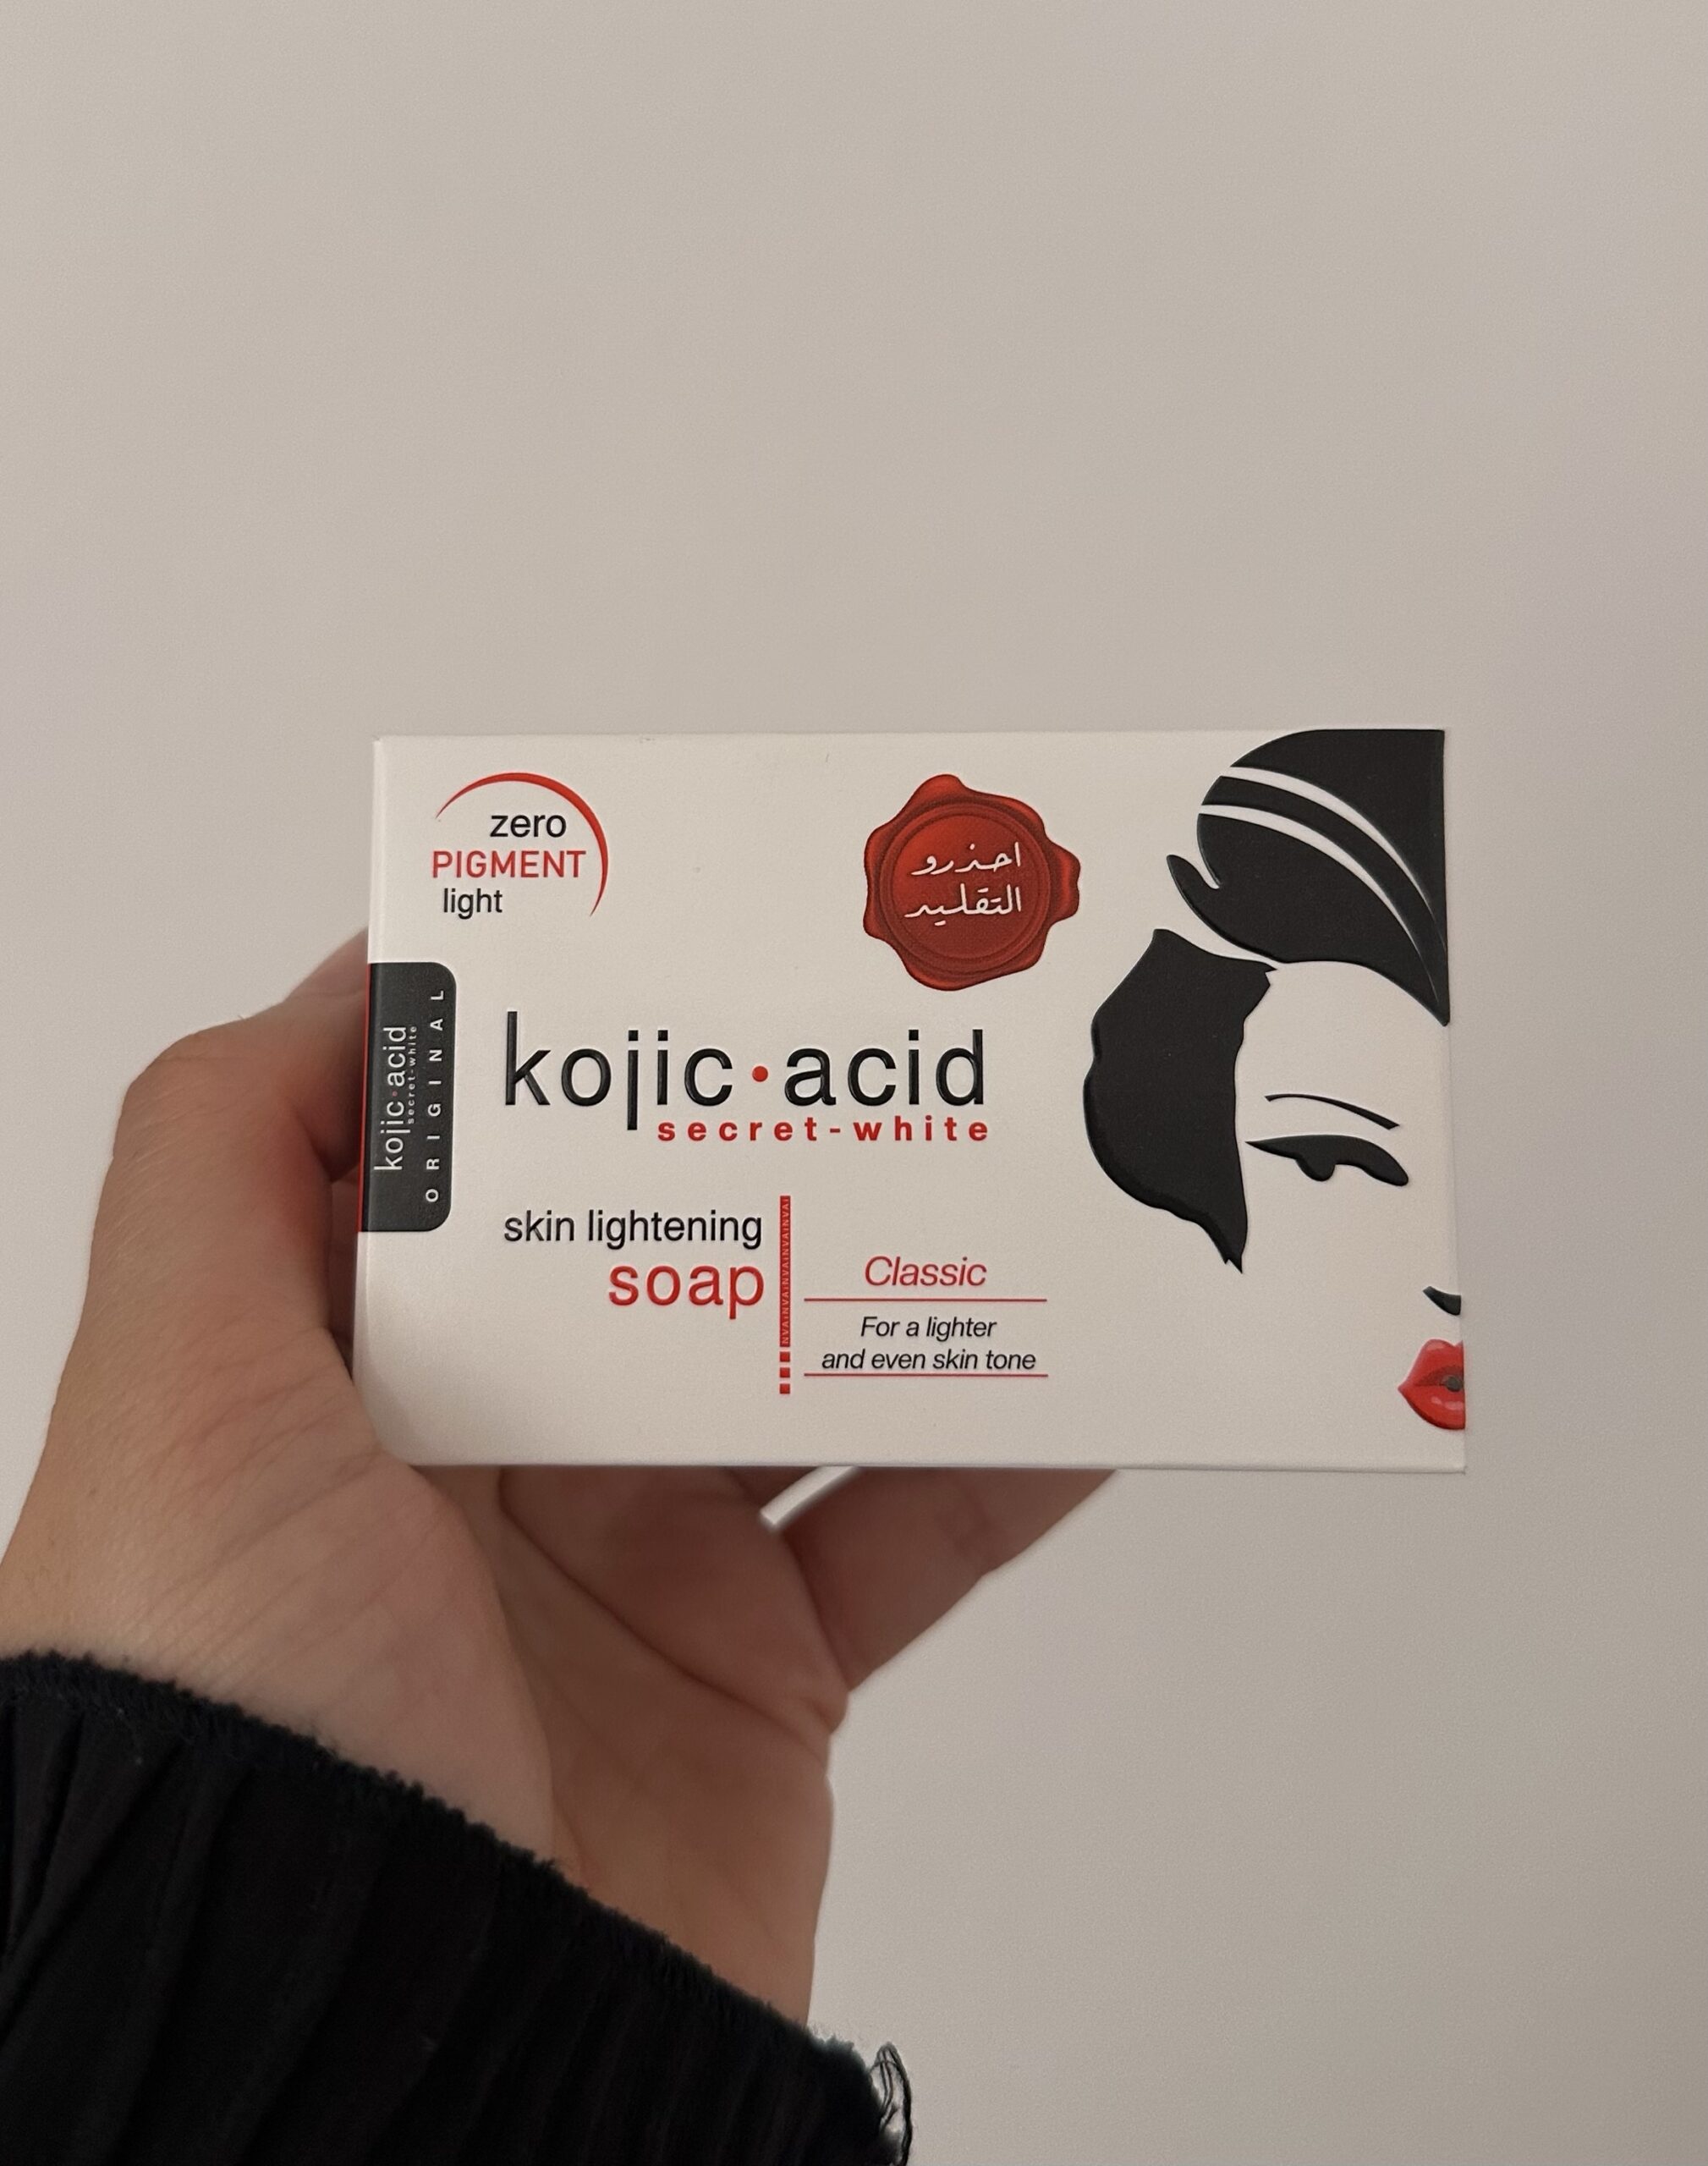 zero
PIGMENT
light
احذرو
التقليد
kojic·acid
secret-white
ORIGINAL
kojic·acid
secret-white
skin lightening
soap
Classic
For a lighter
and even skin tone